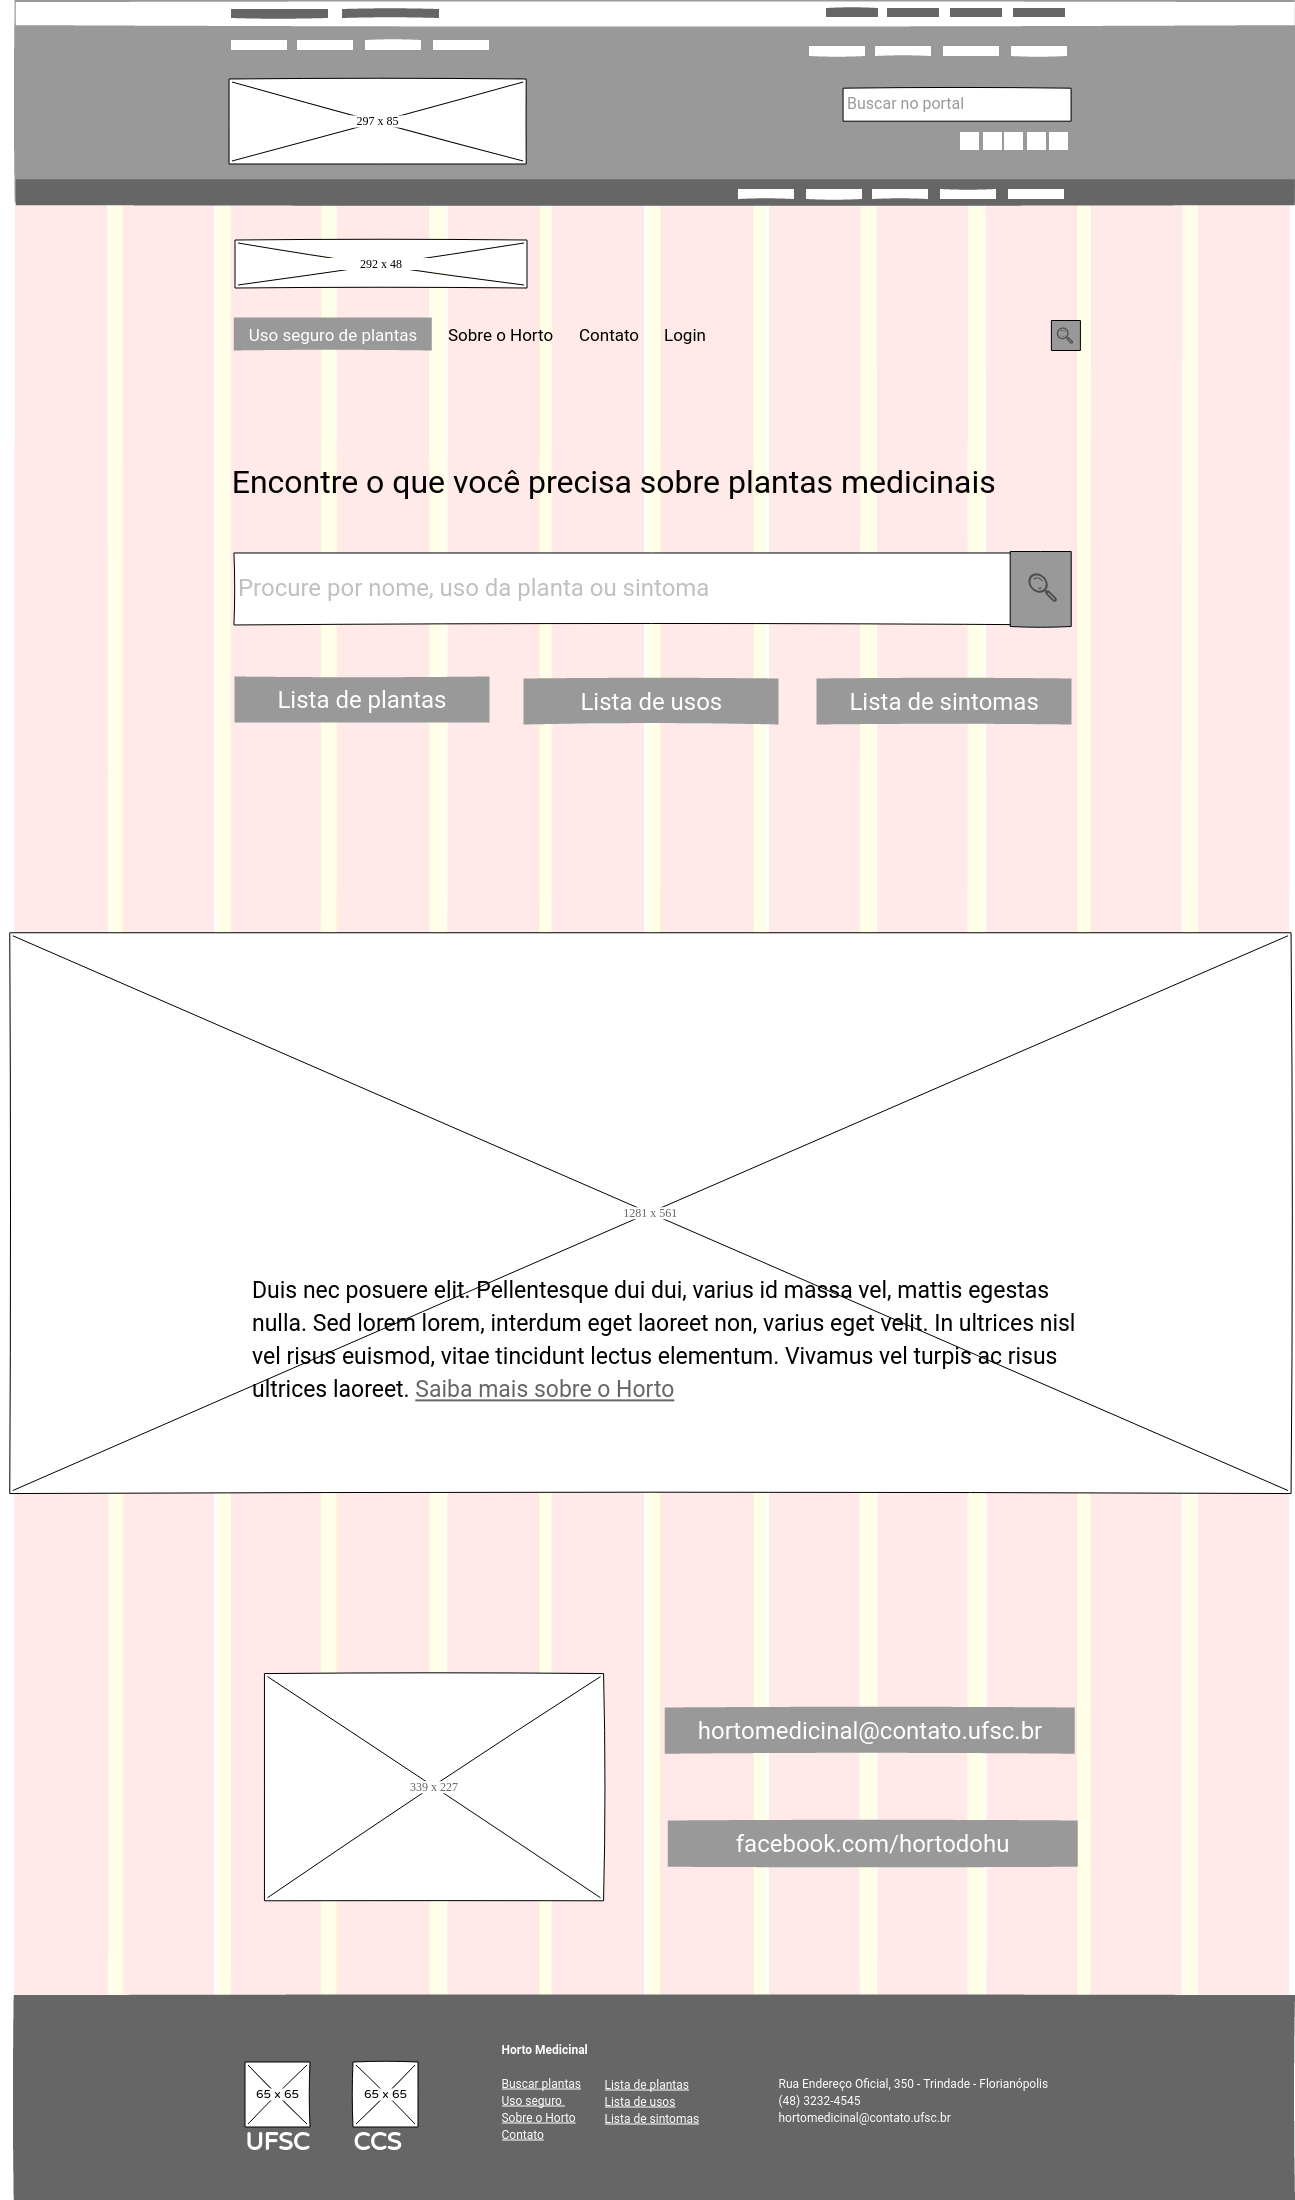 297 x 85
Buscar no portal
292 x 48
Uso seguro de plantas
Sobre o Horto
Contato
Login
Encontre o que você precisa sobre plantas medicinais
Procure por nome, uso da planta ou sintoma
Lista de plantas
Lista de usos
Lista de sintomas
1281 x 561
Duis nec posuere elit. Pellentesque dui dui, varius id massa vel, mattis egestas
nulla. Sed lorem lorem, interdum eget laoreet non, varius eget velit. In ultrices nisl
vel risus euismod, vitae tincidunt lectus elementum. Vivamus vel turpis ac risus
ultrices laoreet. Saiba mais sobre o Horto
339 x 227
hortomedicinal@contato.ufsc.br
facebook.com/hortodohu
65 x 65
UFSC
65 x 65
CCS
Horto Medicinal
Buscar plantas
Uso seguro
Sobre o Horto
Contato
Lista de plantas
Lista de usos
Lista de sintomas
Rua Endereço Oficial, 350 - Trindade - Florianópolis
(48) 3232-4545
hortomedicinal@contato.ufsc.br